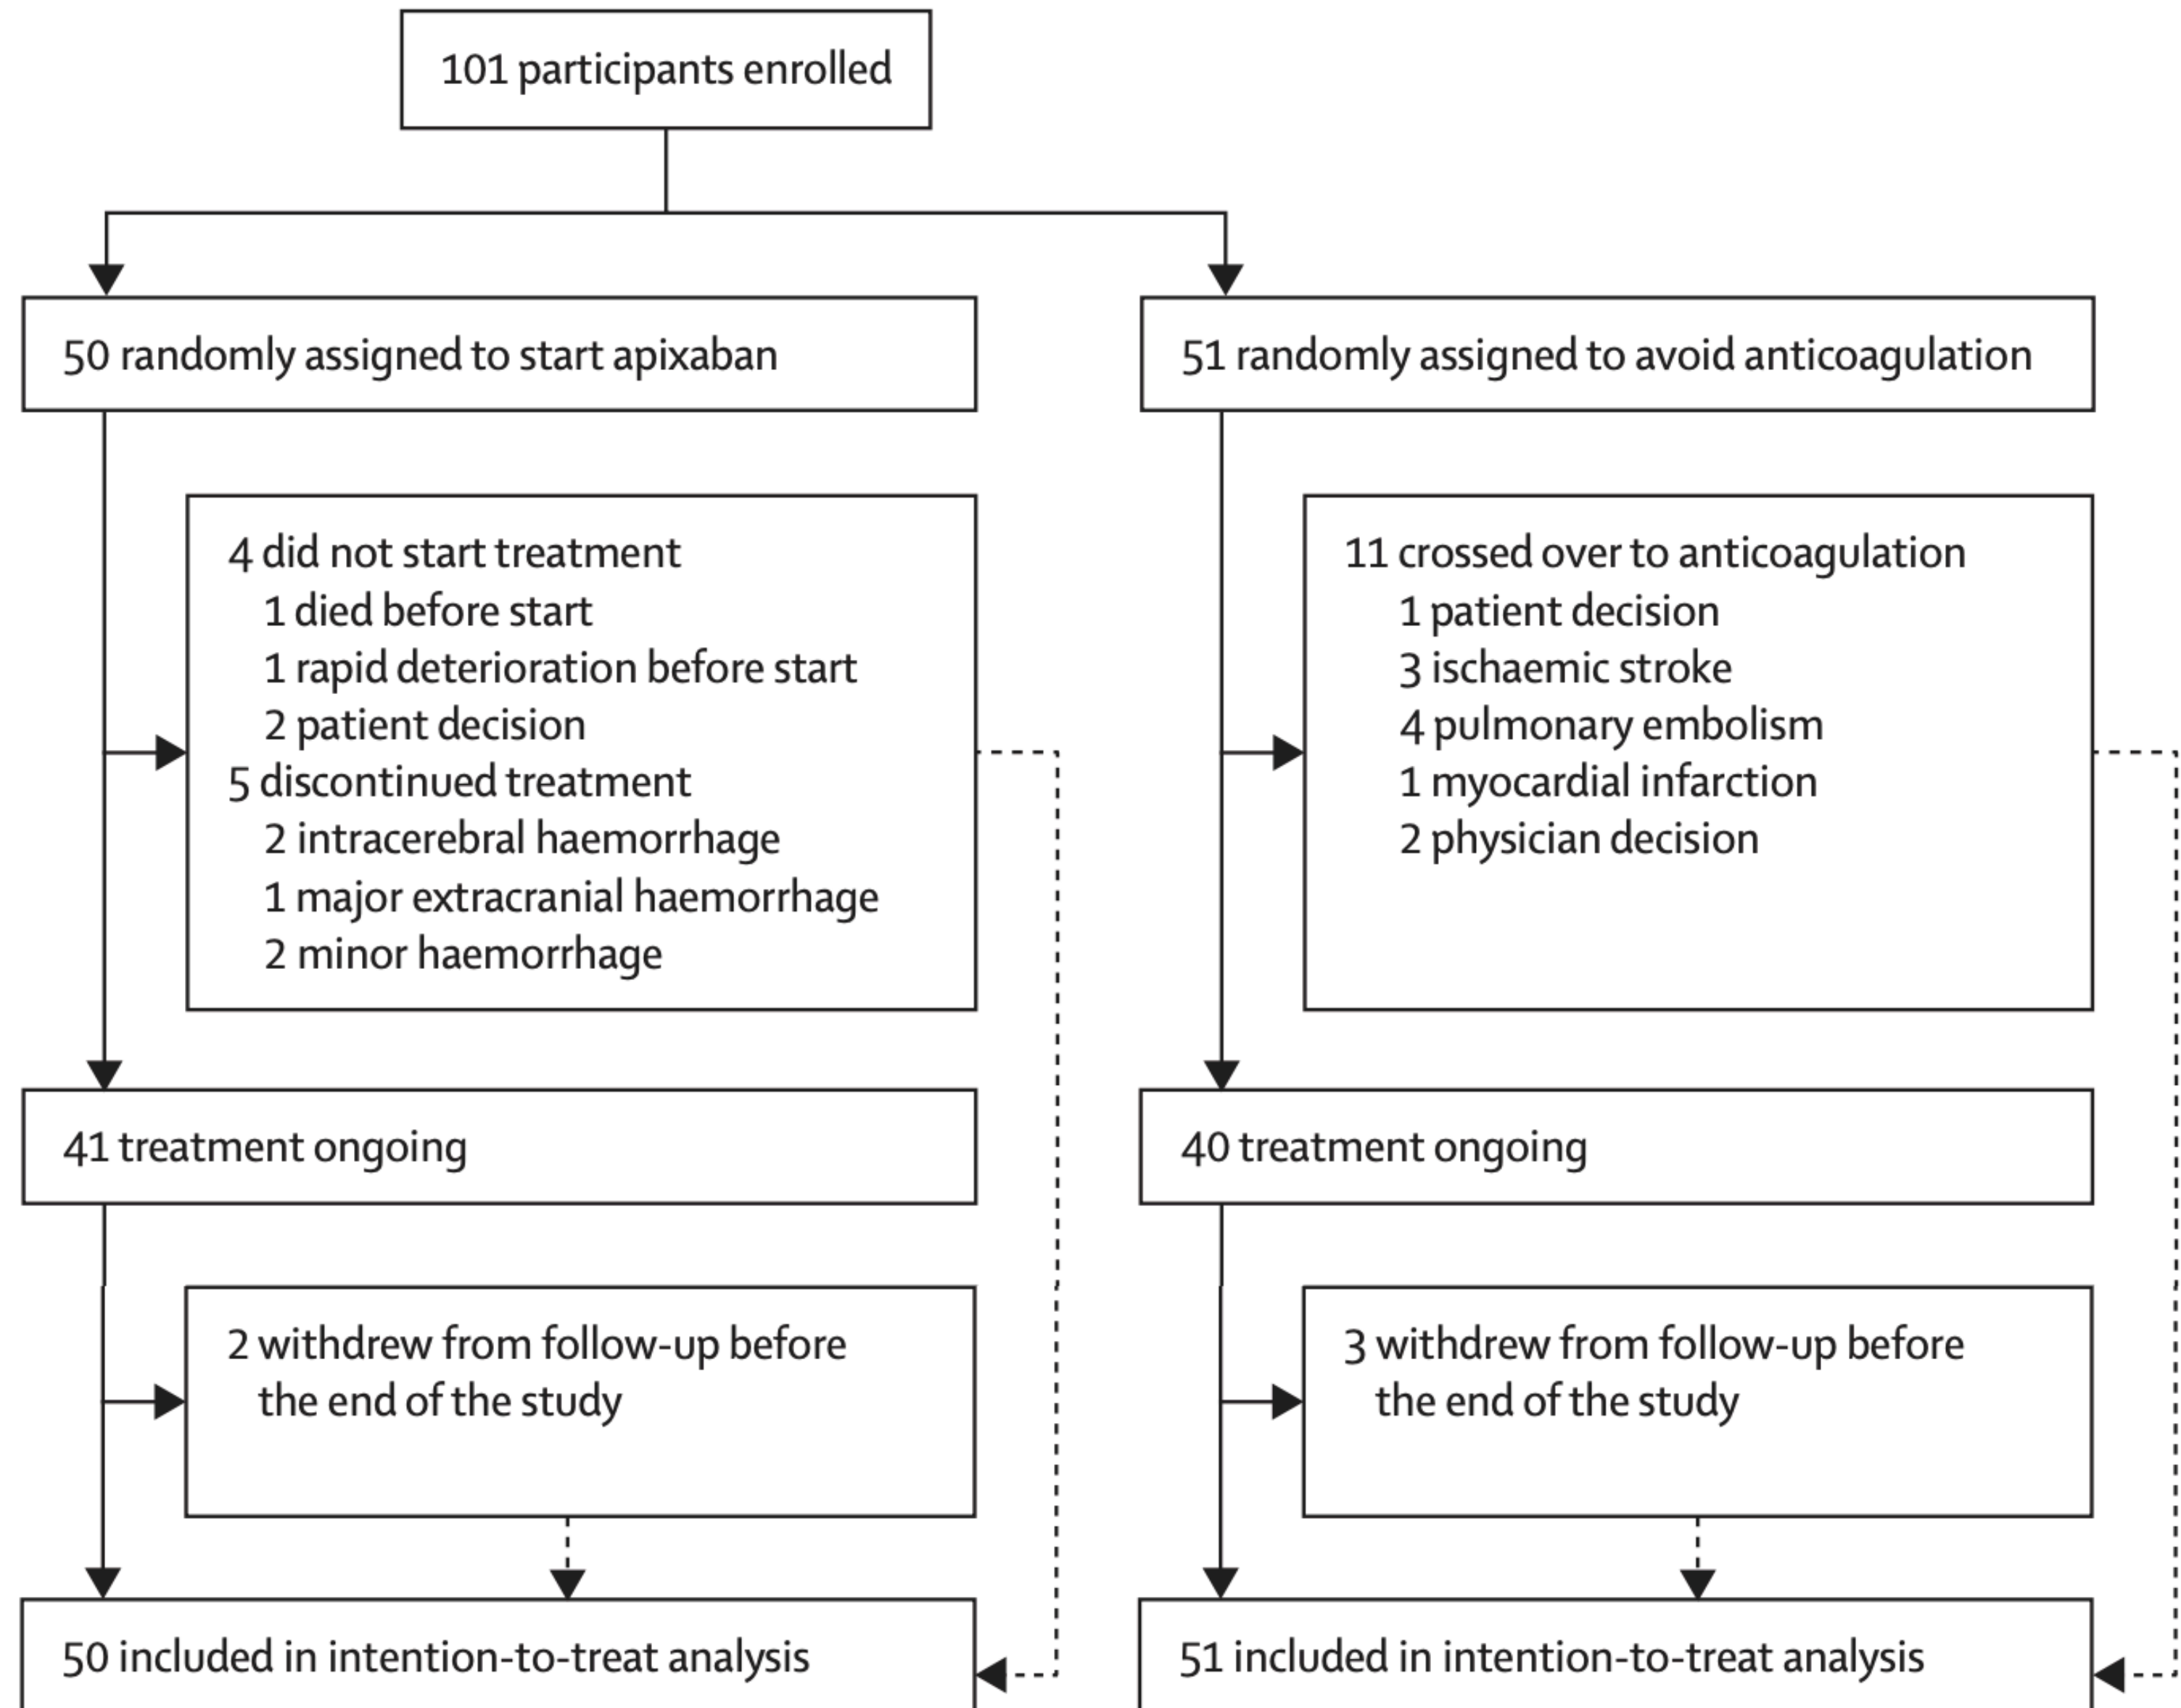 101 participants enrolled
50 randomly assigned to start apixaban
51 randomly assigned to avoid anticoagulation
4 did not start treatment
1 died before start
1 rapid deterioration before start
2 patient decision
5 discontinued treatment
2 intracerebral haemorrhage
1 major extracranial haemorrhage
2 minor haemorrhage
11 crossed over to anticoagulation
1 patient decision
3 ischaemic stroke
4 pulmonary embolism
1 myocardial infarction
2 physician decision
41 treatment ongoing
40 treatment ongoing
2 withdrew from follow-up before
the end of the study
3 withdrew from follow-up before
the end of the study
50 included in intention-to-treat analysis
51 included in intention-to-treat analysis